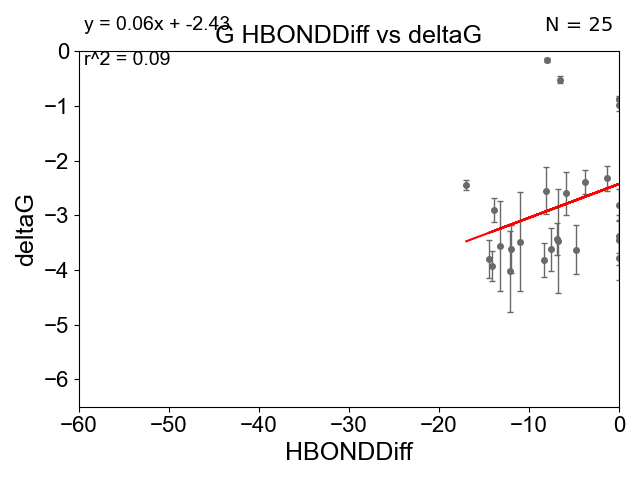 y = 0.06x + -2.43
N = 25
G HBONDDiff vs deltaG
r^2 = 0.09
0
−1
−2
−3
−4
−5
−6
deltaG
−60 −50 −40 −30 −20 −10 0
HBONDDiff